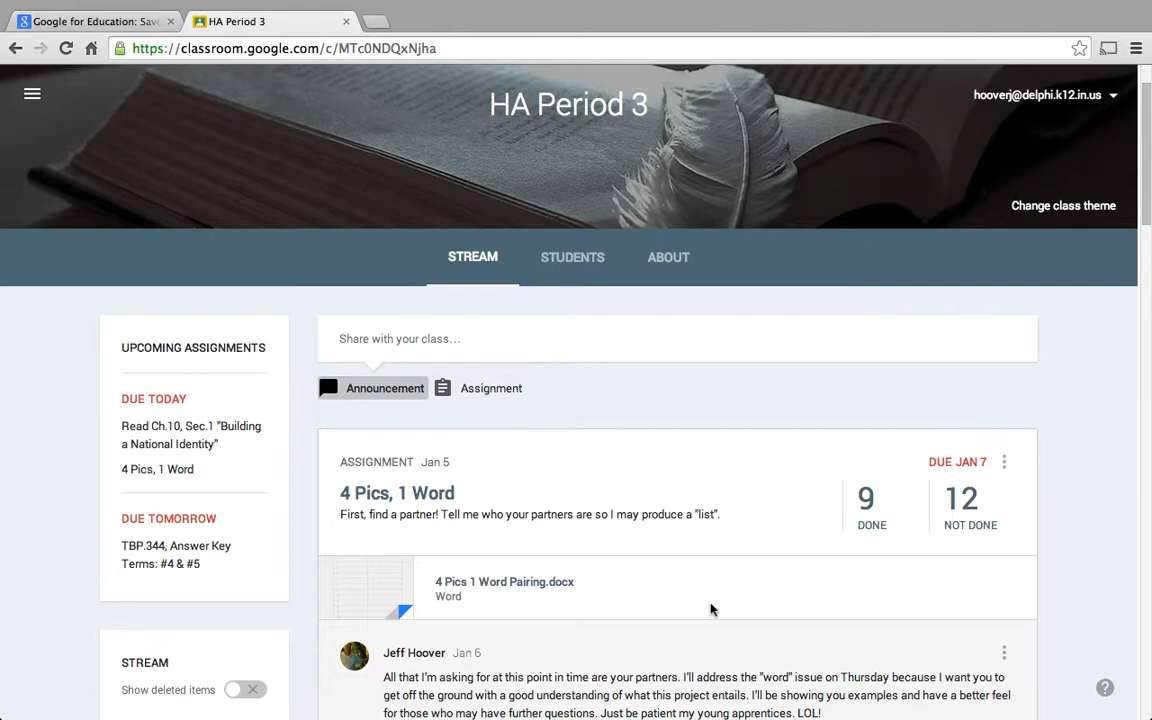 Google for Education: Save
HA Period 3
https://classroom.google.com/c/MTc0NDQxNjha
HA Period 3
hooverj@delphi.k12.in.us
Change class theme
STREAM
STUDENTS
ABOUT
UPCOMING ASSIGNMENTS
DUE TODAY
Read Ch.10, Sec.1 "Building
a National Identity"
4 Pics, 1 Word
DUE TOMORROW
TBP.344, Answer Key
Terms: #4 & #5
STREAM
Show deleted items
Share with your class...
Announcement
Assignment
ASSIGNMENT Jan 5
DUE JAN 7
4 Pics, 1 Word
First, find a partner! Tell me who your partners are so I may produce a "list".
9
DONE
12
NOT DONE
4 Pics 1 Word Pairing.docx
Word
Jeff Hoover Jan 6
All that I'm asking for at this point in time are your partners. I'll address the "word" issue on Thursday because I want you to
get off the ground with a good understanding of what this project entails. I'll be showing you examples and have a better feel
for those who may have further questions. Just be patient my young apprentices. LOL!